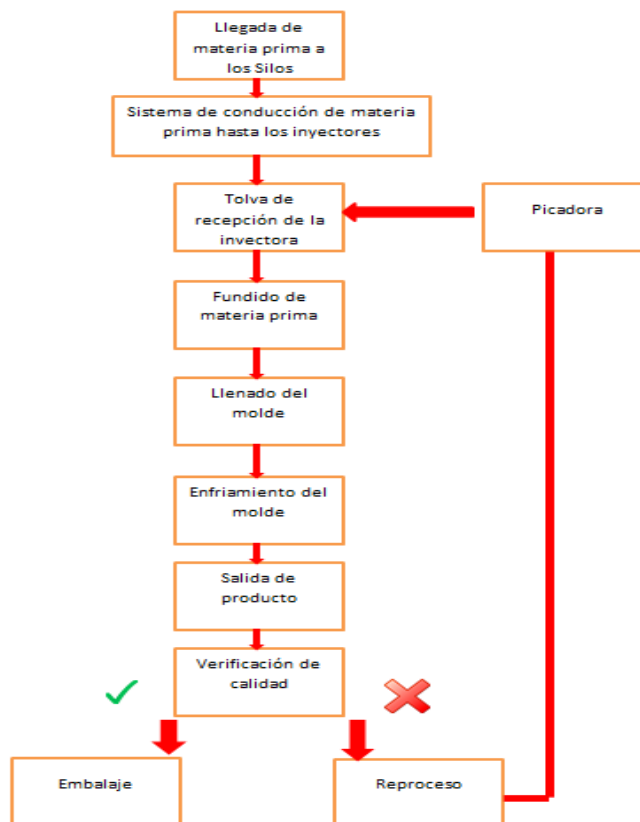 Llegada de
materia prima a
los Silos
Sistema de conducción de materia
prima hasta los inyectores
Tolva de
recepción de la
invectora
Picadora
Fundido de
materia prima
Llenado del
molde
Enfriamiento del
molde
Salida de
producto
Verificación de
calidad
Embalaje
Reproceso